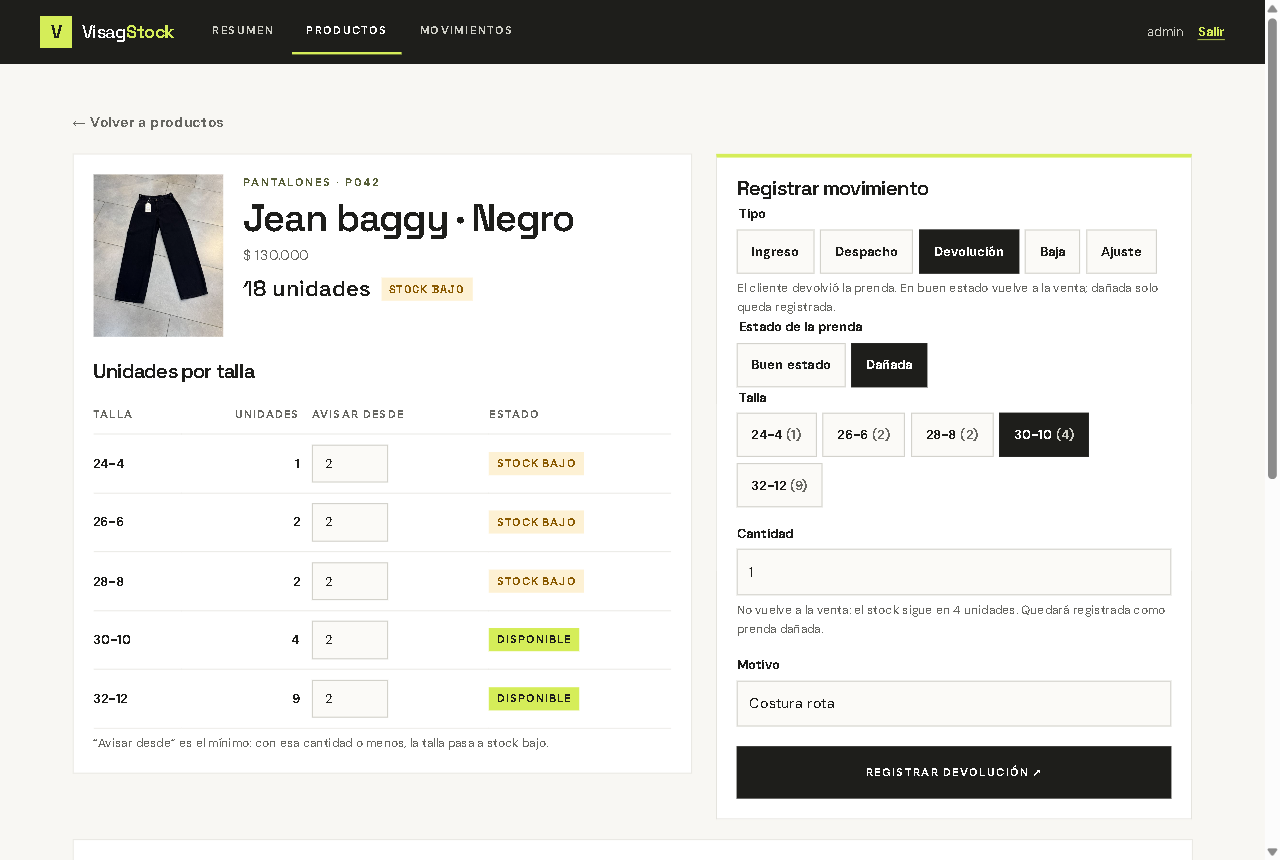 V VisagStock RESUMEN PRODUCTOS MOVIMIENTOS admin Salir
← Volver a productos
PANTALONES · P042
Jean baggy · Negro
$ 130.000
18 unidades STOCK BAJO
Unidades por talla
TALLA UNIDADES AVISAR DESDE ESTADO
24–4 1 2 STOCK BAJO
26–6 2 2 STOCK BAJO
28–8 2 2 STOCK BAJO
30–10 4 2 DISPONIBLE
32–12 9 2 DISPONIBLE
“Avisar desde” es el mínimo: con esa cantidad o menos, la talla pasa a stock bajo.
Registrar movimiento
Tipo
Ingreso Despacho Devolución Baja Ajuste
El cliente devolvió la prenda. En buen estado vuelve a la venta; dañada solo
queda registrada.
Estado de la prenda
Buen estado Dañada
Talla
24–4 (1) 26–6 (2) 28–8 (2) 30–10 (4)
32–12 (9)
Cantidad
1
No vuelve a la venta: el stock sigue en 4 unidades. Quedará registrada como
prenda dañada.
Motivo
Costura rota
REGISTRAR DEVOLUCIÓN ↗